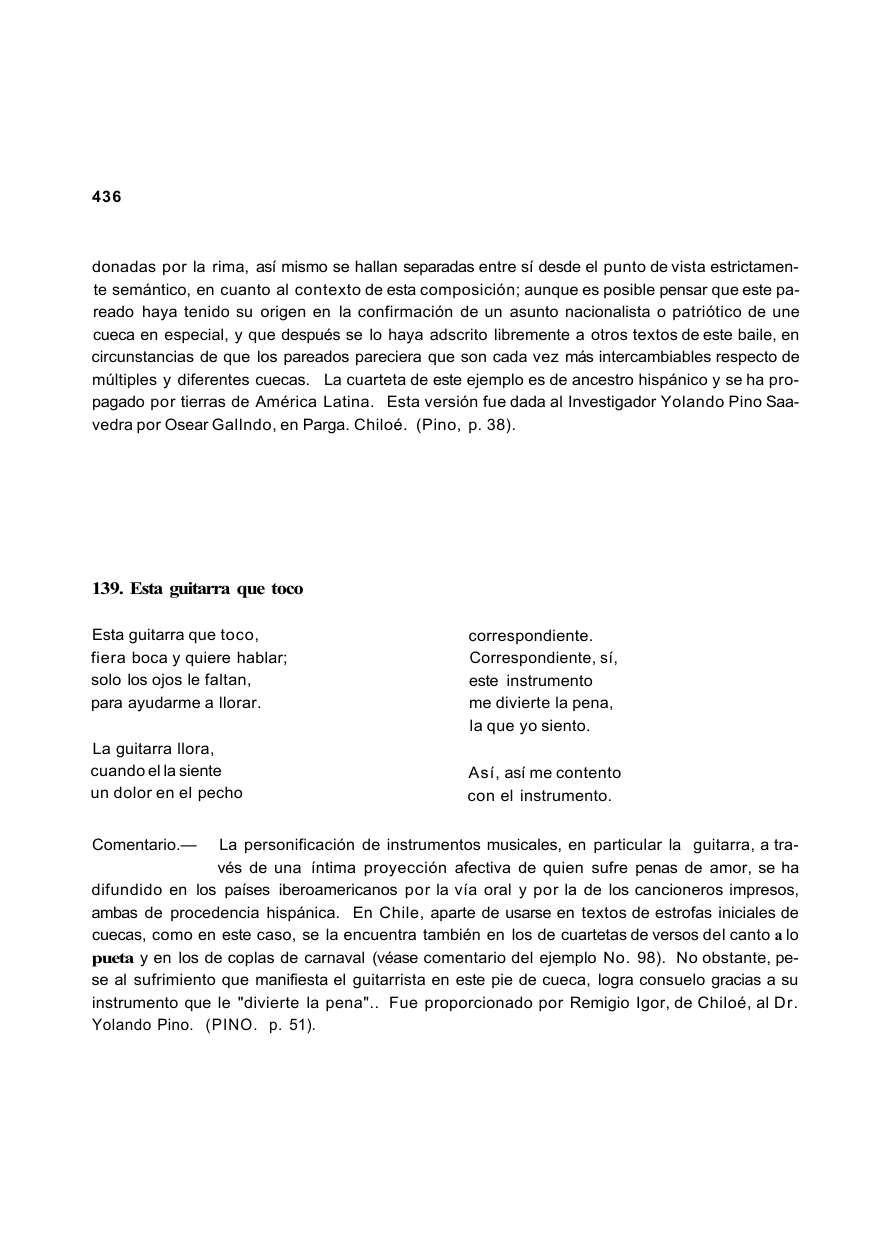 436
donadas por la rima, así mismo se hallan separadas entre sí desde el punto de vista estrictamen-
te semántico, en cuanto al contexto de esta composición; aunque es posible pensar que este pa-
reado haya tenido su origen en la confirmación de un asunto nacionalista o patriótico de une
cueca en especial, y que después se lo haya adscrito libremente a otros textos de este baile, en
circunstancias de que los pareados pareciera que son cada vez más intercambiables respecto de
múltiples y diferentes cuecas. La cuarteta de este ejemplo es de ancestro hispánico y se ha pro-
pagado por tierras de América Latina. Esta versión fue dada al Investigador Yolando Pino Saa-
vedra por Osear GalIndo, en Parga. Chiloé. (Pino, p. 38).
139. Esta guitarra que toco
Esta guitarra que toco,
fiera boca y quiere hablar;
solo los ojos le faltan,
para ayudarme a llorar.
La guitarra llora,
cuando el la siente
un dolor en el pecho
correspondiente.
Correspondiente, sí,
este instrumento
me divierte la pena,
la que yo siento.
Así, así me contento
con el instrumento.
Comentario.— La personificación de instrumentos musicales, en particular la guitarra, a tra-
vés de una íntima proyección afectiva de quien sufre penas de amor, se ha
difundido en los países iberoamericanos por la vía oral y por la de los cancioneros impresos,
ambas de procedencia hispánica. En Chile, aparte de usarse en textos de estrofas iniciales de
cuecas, como en este caso, se la encuentra también en los de cuartetas de versos del canto a lo
pueta y en los de coplas de carnaval (véase comentario del ejemplo No. 98). No obstante, pe-
se al sufrimiento que manifiesta el guitarrista en este pie de cueca, logra consuelo gracias a su
instrumento que le "divierte la pena".. Fue proporcionado por Remigio Igor, de Chiloé, al Dr.
Yolando Pino. (PINO. p. 51).